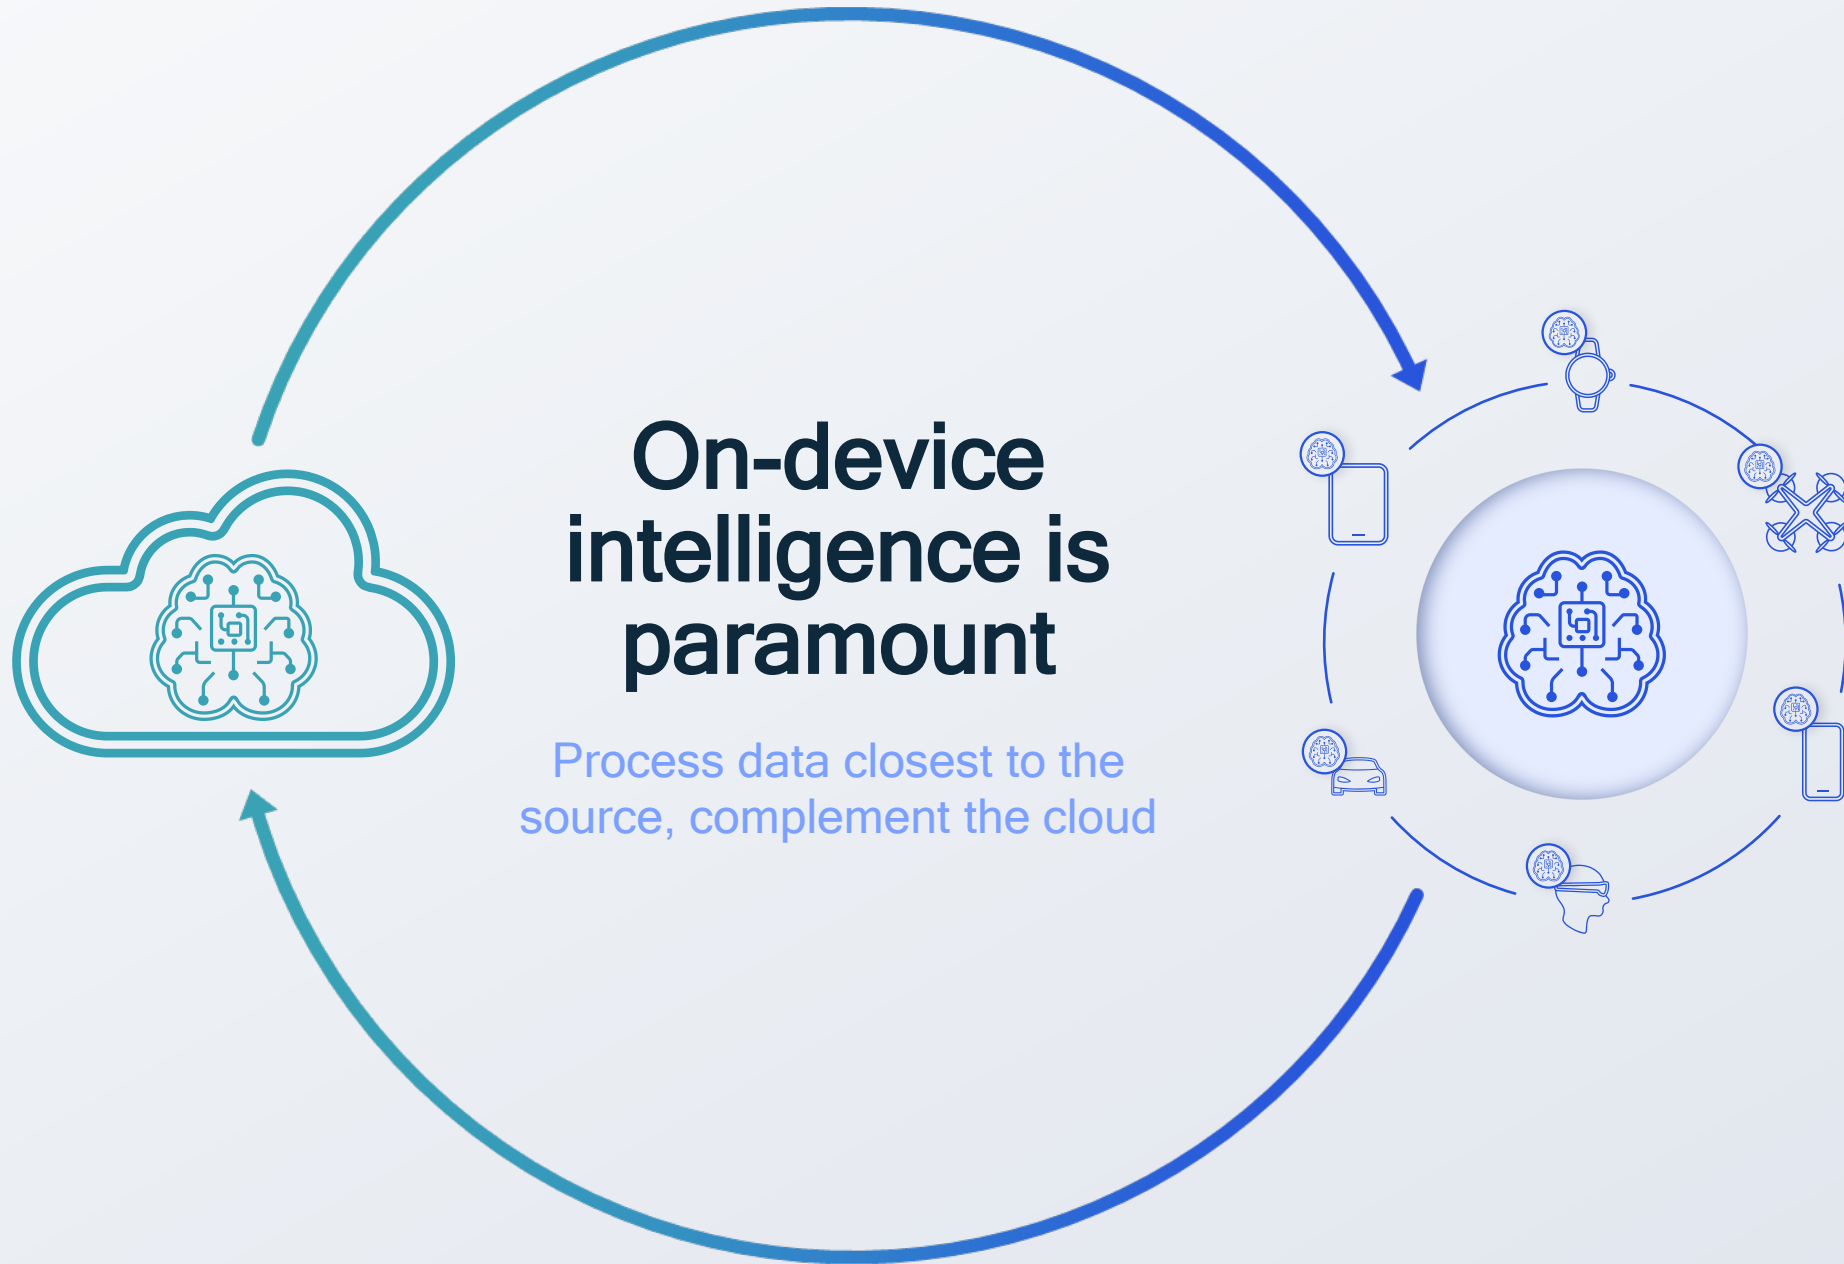 On-device
intelligence is
paramount
Process data closest to the
source, complement the cloud